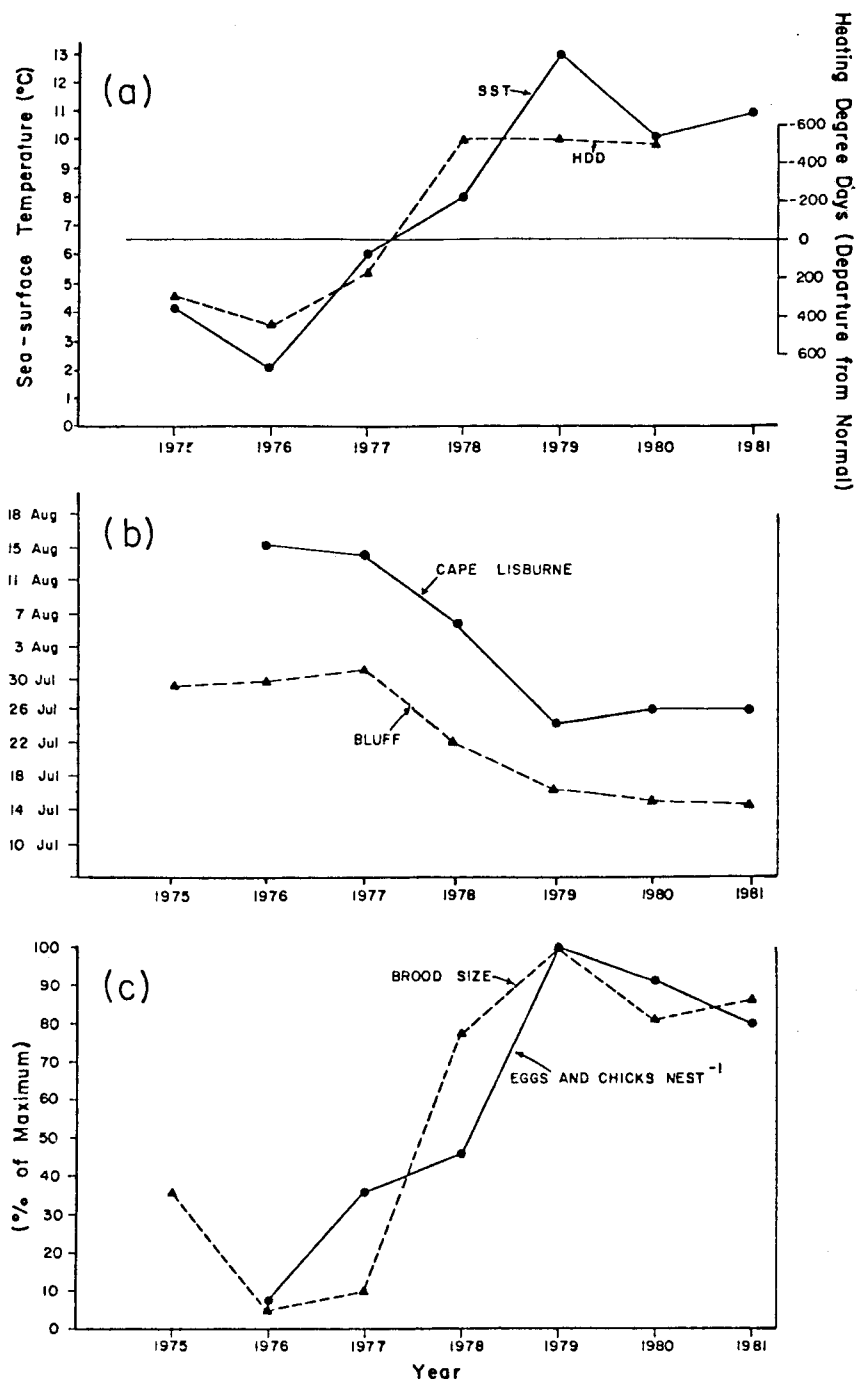 (a)
Sea-surface Temperature (°C)
13
12
11
10
9
8
7
6
5
4
3
2
1
0
SST
HDD
-600
-400
-200
0
200
400
600
Heating Degree Days (Departure from Normal)
1975
1976
1977
1978
1979
1980
1981
(b)
18 Aug
15 Aug
11 Aug
7 Aug
3 Aug
30 Jul
26 Jul
22 Jul
18 Jul
14 Jul
10 Jul
CAPE LISBURNE
BLUFF
1975
1976
1977
1978
1979
1980
1981
(c)
(% of Maximum)
100
90
80
70
60
50
40
30
20
10
0
BROOD SIZE
EGGS AND CHICKS NEST⁻¹
1975
1976
1977
1978
1979
1980
1981
Year